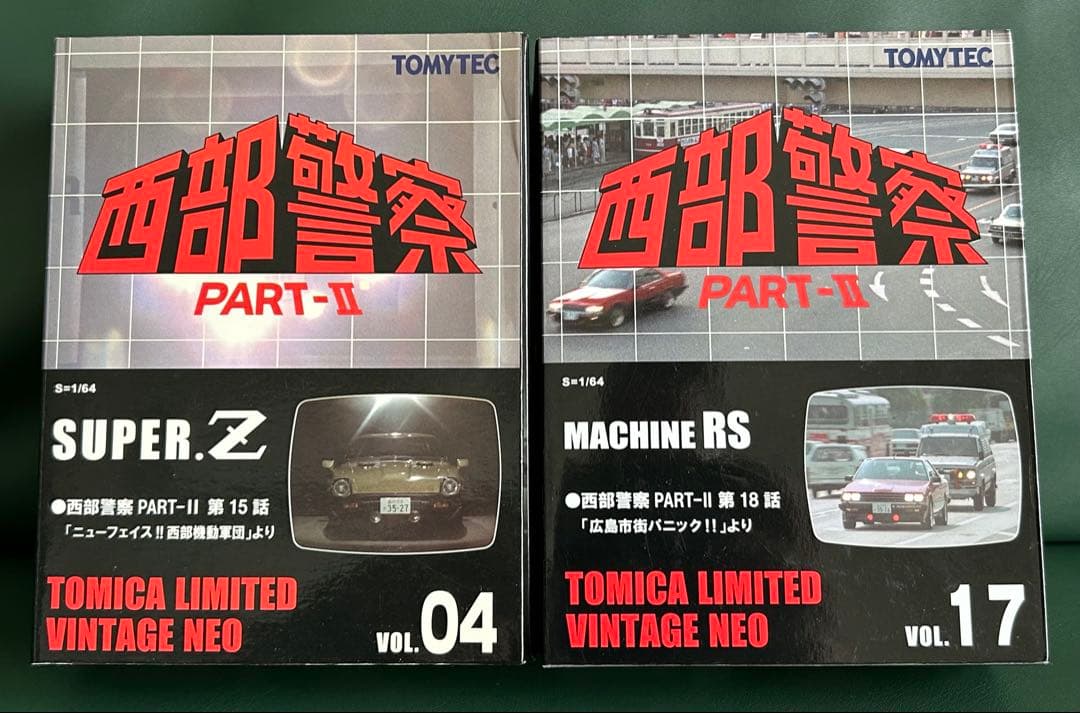 TOMYTEC
西部警察
PART-II
S=1/64
SUPER.Z
●西部警察 PART-II 第15話
「ニューフェイス!!西部機動軍団」より
35-27
TOMICA LIMITED
VINTAGE NEO
VOL.04
TOMYTEC
西部警察
PART-II
S=1/64
MACHINE RS
●西部警察 PART-II 第18話
「広島市街パニック!!」より
TOMICA LIMITED
VINTAGE NEO
VOL.17